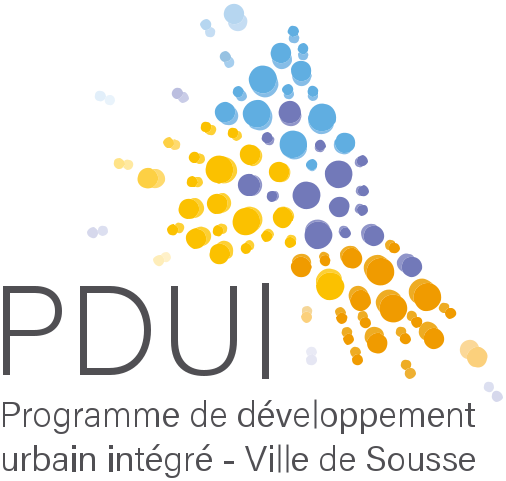 PDUI
Programme de développement
urbain intégré - Ville de Sousse